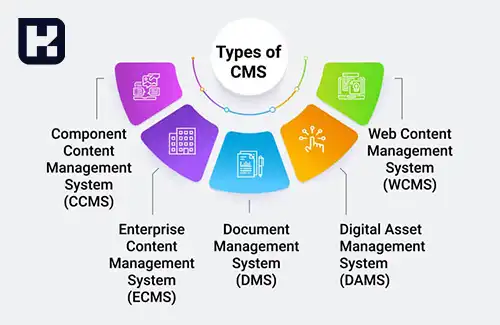 Types of
CMS
Component
Content
Management
System
(CCMS)
Enterprise
Content
Management
System
(ECMS)
Document
Management
System
(DMS)
Digital Asset
Management
System
(DAMS)
Web Content
Management
System
(WCMS)